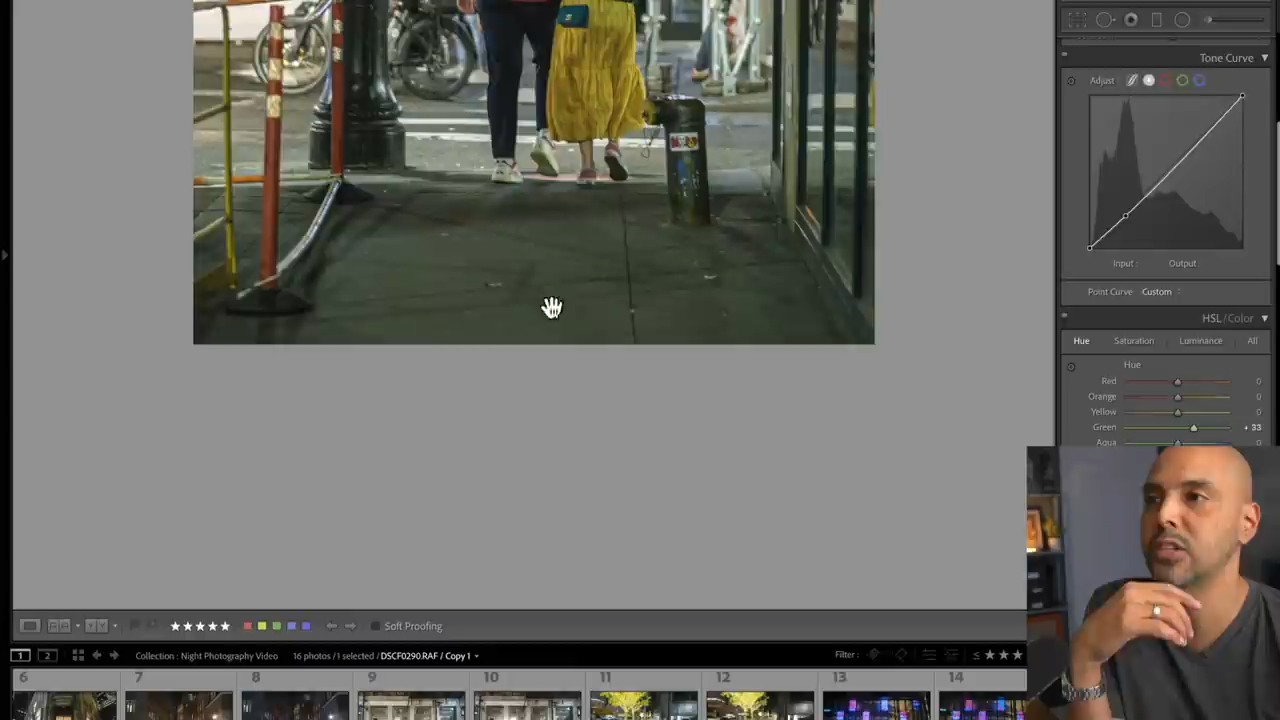 Tone Curve
Adjust
Input : Output :
Point Curve : Custom
HSL / Color
Hue Saturation Luminance All
Hue
Red 0
Orange 0
Yellow 0
Green + 33
Aqua 0
Soft Proofing
1 2 Collection : Night Photography Video 16 photos / 1 selected / DSCF0290.RAF / Copy 1 Filter : ≤
6 7 8 9 10 11 12 13 14